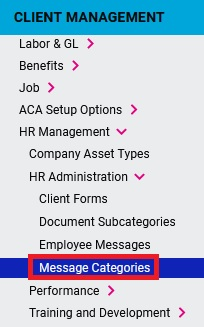 CLIENT MANAGEMENT
Labor & GL
Benefits
Job
ACA Setup Options
HR Management
Company Asset Types
HR Administration
Client Forms
Document Subcategories
Employee Messages
Message Categories
Performance
Training and Development